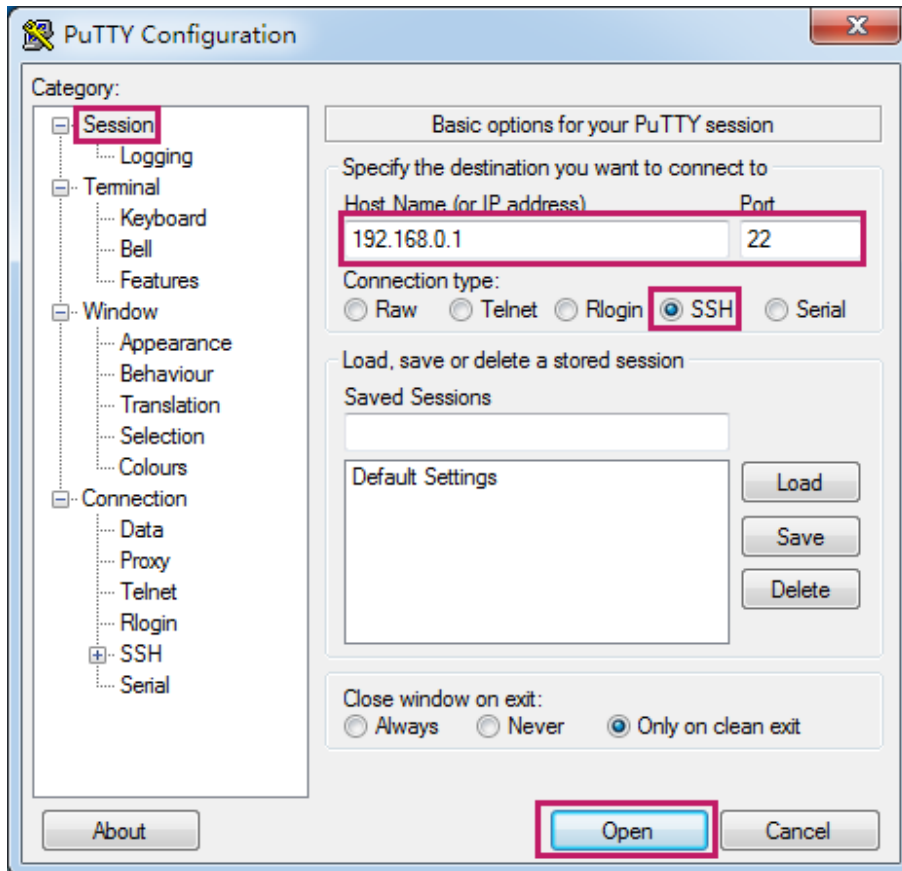 PuTTY Configuration
Category:
Session
Logging
Terminal
Keyboard
Bell
Features
Window
Appearance
Behaviour
Translation
Selection
Colours
Connection
Data
Proxy
Telnet
Rlogin
SSH
Serial
Basic options for your PuTTY session
Specify the destination you want to connect to
Host Name (or IP address) Port
192.168.0.1 22
Connection type:
Raw Telnet Rlogin SSH Serial
Load, save or delete a stored session
Saved Sessions
Default Settings
Load
Save
Delete
Close window on exit:
Always Never Only on clean exit
About Open Cancel